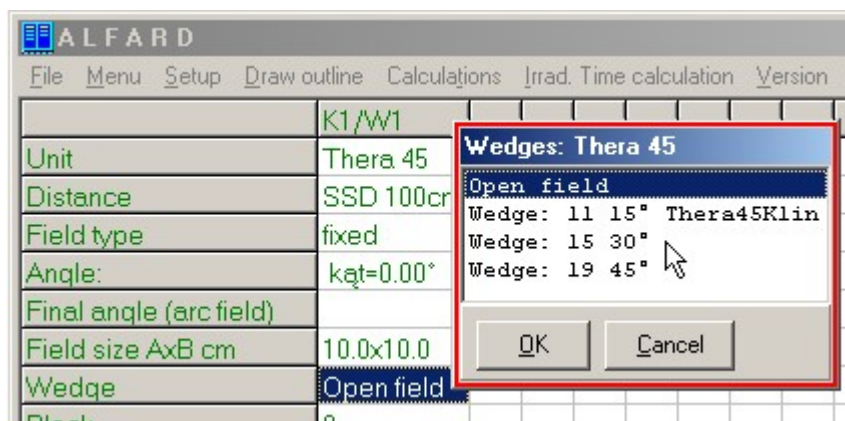 ALFARD
File Menu Setup Draw outline Calculations Irrad. Time calculation Version
K1/W1
Unit Thera 45
Distance SSD 100cm
Field type fixed
Angle: kąt=0.00°
Final angle (arc field)
Field size AxB cm 10.0x10.0
Wedge Open field
Wedges: Thera 45
Open field
Wedge: 11 15° Thera45Klin
Wedge: 15 30°
Wedge: 19 45°
OK Cancel